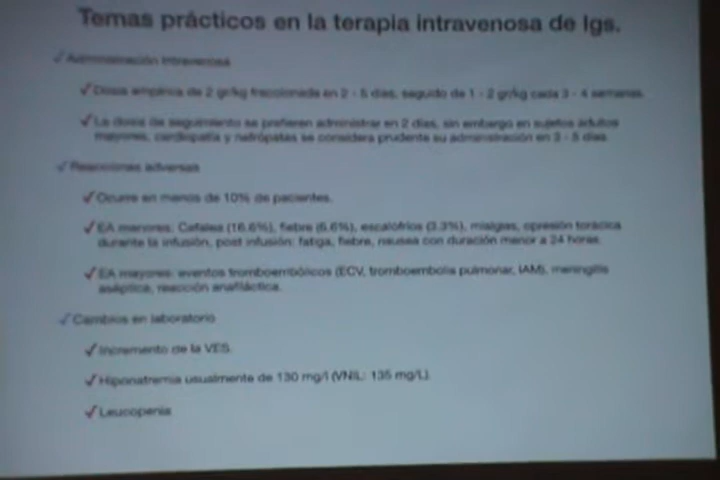 Temas prácticos en la terapia intravenosa de Igs.
Administración intravenosa
Dosis empírica de 2 gr/kg fraccionada en 2 - 5 días, seguido de 1 - 2 gr/kg cada 3 - 4 semanas.
La dosis de seguimiento se prefieren administrar en 2 días, sin embargo en sujetos adultos
mayores, cardiopatía y nefrópatas se considera prudente su administración en 3 - 5 días.
Reacciones adversas
Ocurre en menos de 10% de pacientes.
EA menores: Cefalea (16.6%), fiebre (6.6%), escalofríos (3.3%), mialgias, opresión torácica
durante la infusión, post infusión: fatiga, fiebre, nausea con duración menor a 24 horas.
EA mayores: eventos tromboembólicos (ECV, tromboembolia pulmonar, IAM), meningitis
aséptica, reacción anafiláctica.
Cambios en laboratorio
Incremento de la VES.
Hiponatremia usualmente de 130 mg/l (VNIL: 135 mg/L).
Leucopenia